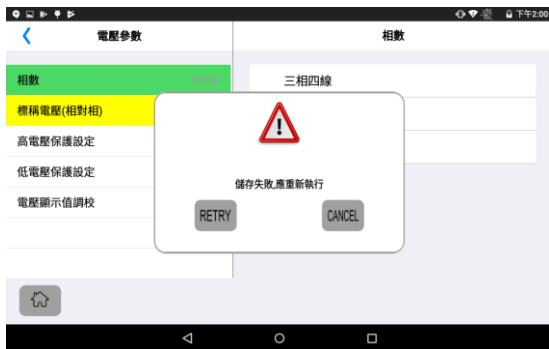 下午2:00
電壓參數
相數
相數
三相四線
標稱電壓(相對相)
高電壓保護設定
低電壓保護設定
電壓顯示值調校
儲存失敗,應重新執行
RETRY
CANCEL